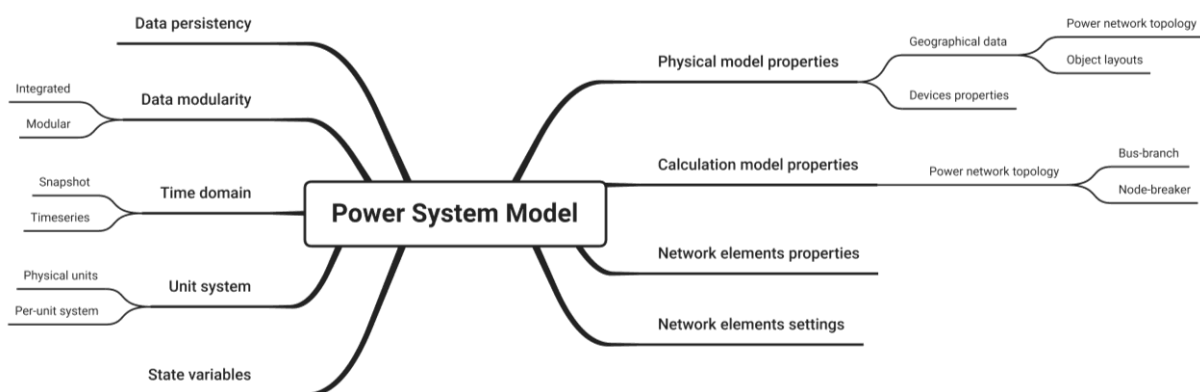 Data persistency
Data modularity
Integrated
Modular
Time domain
Snapshot
Timeseries
Unit system
Physical units
Per-unit system
State variables
Power System Model
Physical model properties
Geographical data
Power network topology
Object layouts
Devices properties
Calculation model properties
Power network topology
Bus-branch
Node-breaker
Network elements properties
Network elements settings